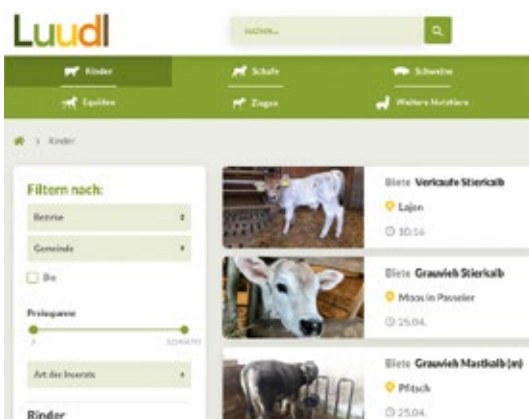 Luudl
suchen...
Rinder
Schafe
Schweine
Equiden
Ziegen
Weitere Nutztiere
Rinder
Filtern nach:
Bezirke
Gemeinde
Bio
Preisspanne
Art des Inserats
Rinder
Biete Verkaufe Stierkalb
Lajen
10:56
Biete Grauvieh Stierkalb
Moos in Passeier
25.04.
Biete Grauvieh Mastkalb (m)
Pfitsch
25.04.